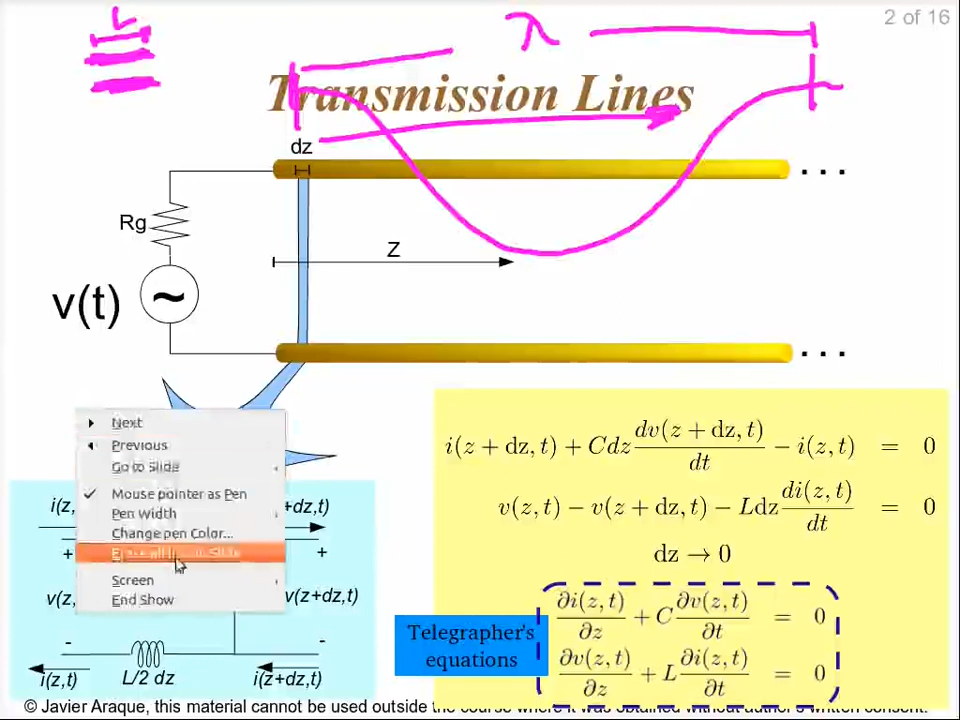 2 of 16
L
λ
Transmission Lines
dz
Rg
Z
v(t)
Next
Previous
Go to Slide
Mouse pointer as Pen
Pen Width
Change pen Color...
Screen
End Show
i(z,
+dz,t)
+ +
v(z, v(z+dz,t)
- -
i(z,t) L/2 dz i(z+dz,t)
i(z + dz, t) + Cdz dv(z + dz, t)/dt − i(z, t) = 0
v(z, t) − v(z + dz, t) − Ldz di(z, t)/dt = 0
dz → 0
Telegrapher's
equations
∂i(z, t)/∂z + C ∂v(z, t)/∂t = 0
∂v(z, t)/∂z + L ∂i(z, t)/∂t = 0
© Javier Araque, this material cannot be used outside the course where it was obtained without author's written consent.